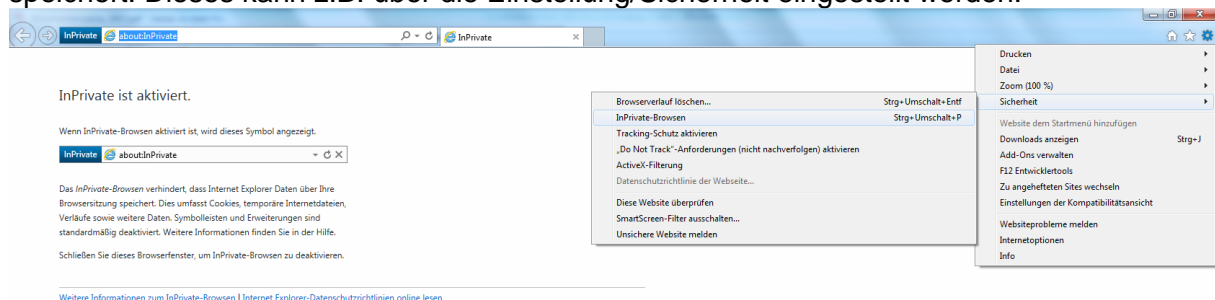 speichert. Dieses kann z.B. über die Einstellung/Sicherheit eingestellt werden.
InPrivate about:InPrivate
InPrivate
InPrivate ist aktiviert.
Wenn InPrivate-Browsen aktiviert ist, wird dieses Symbol angezeigt.
InPrivate about:InPrivate
Das InPrivate-Browsen verhindert, dass Internet Explorer Daten über Ihre
Browsersitzung speichert. Dies umfasst Cookies, temporäre Internetdateien,
Verläufe sowie weitere Daten. Symbolleisten und Erweiterungen sind
standardmäßig deaktiviert. Weitere Informationen finden Sie in der Hilfe.
Schließen Sie dieses Browserfenster, um InPrivate-Browsen zu deaktivieren.
Weitere Informationen zum InPrivate-Browsen | Internet Explorer-Datenschutzrichtlinien online lesen
Browserverlauf löschen... Strg+Umschalt+Entf
InPrivate-Browsen Strg+Umschalt+P
Tracking-Schutz aktivieren
„Do Not Track"-Anforderungen (nicht nachverfolgen) aktivieren
ActiveX-Filterung
Datenschutzrichtlinie der Webseite...
Diese Website überprüfen
SmartScreen-Filter ausschalten...
Unsichere Website melden
Drucken
Datei
Zoom (100 %)
Sicherheit
Website dem Startmenü hinzufügen
Downloads anzeigen Strg+J
Add-Ons verwalten
F12 Entwicklertools
Zu angehefteten Sites wechseln
Einstellungen der Kompatibilitätsansicht
Websiteprobleme melden
Internetoptionen
Info